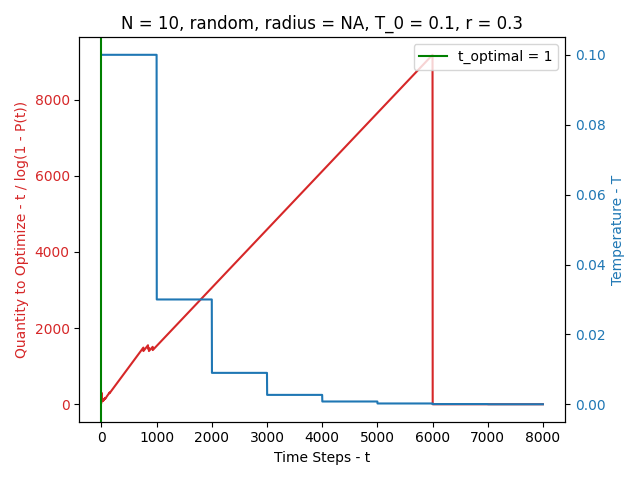 N = 10, random, radius = NA, T_0 = 0.1, r = 0.3
t_optimal = 1
Quantity to Optimize - t / log(1 - P(t))
8000
6000
4000
2000
0
0.10
0.08
0.06
0.04
0.02
0.00
Temperature - T
0 1000 2000 3000 4000 5000 6000 7000 8000
Time Steps - t